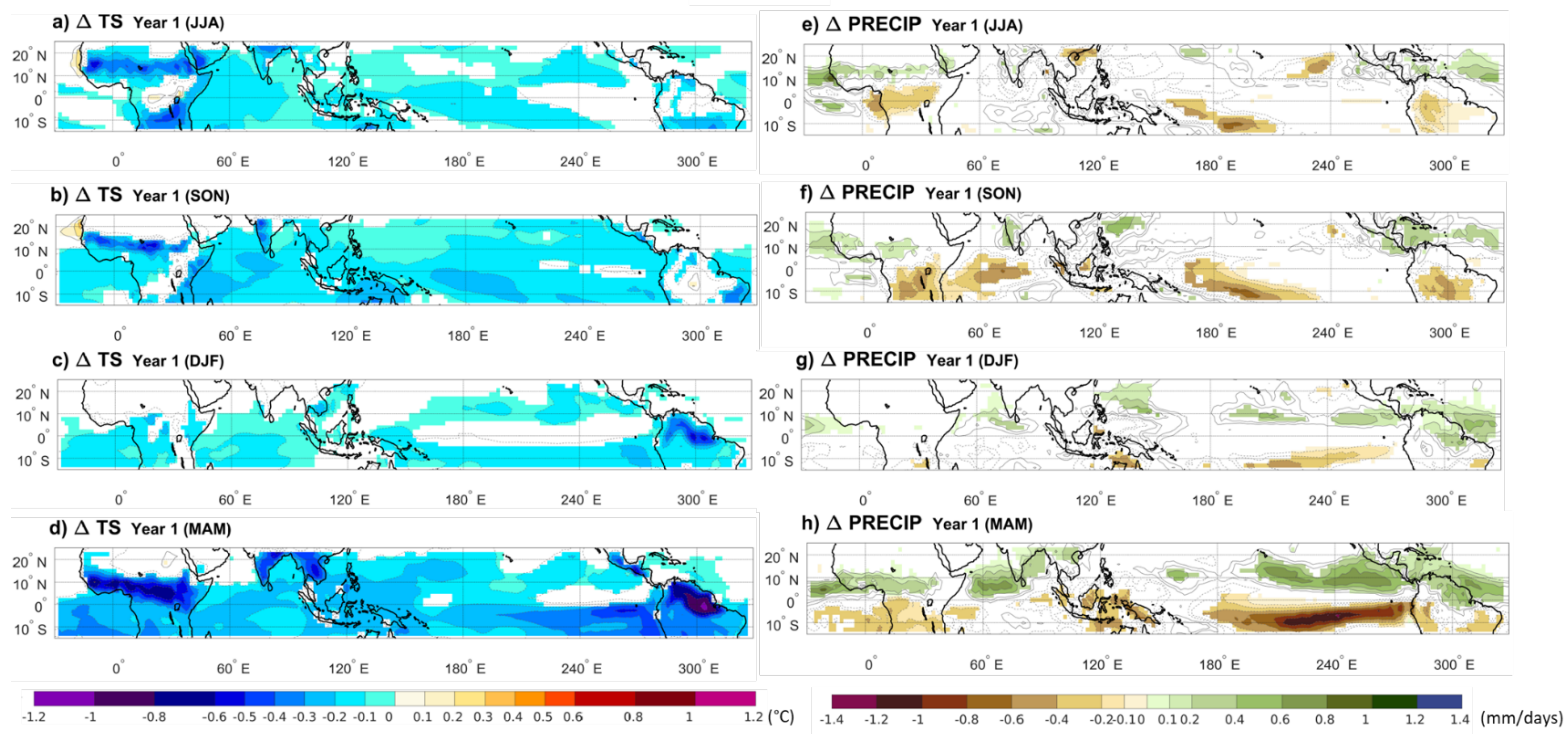 a) Δ TS Year 1 (JJA)
20° N
10° N
0°
10° S
0° 60° E 120° E 180° E 240° E 300° E
b) Δ TS Year 1 (SON)
20° N
10° N
0°
10° S
0° 60° E 120° E 180° E 240° E 300° E
c) Δ TS Year 1 (DJF)
20° N
10° N
0°
10° S
0° 60° E 120° E 180° E 240° E 300° E
d) Δ TS Year 1 (MAM)
20° N
10° N
0°
10° S
0° 60° E 120° E 180° E 240° E 300° E
-1.2 -1 -0.8 -0.6 -0.5 -0.4 -0.3 -0.2 -0.1 0 0.1 0.2 0.3 0.4 0.5 0.6 0.8 1 1.2 (°C)
e) Δ PRECIP Year 1 (JJA)
20° N
10° N
0°
10° S
0° 60° E 120° E 180° E 240° E 300° E
f) Δ PRECIP Year 1 (SON)
20° N
10° N
0°
10° S
0° 60° E 120° E 180° E 240° E 300° E
g) Δ PRECIP Year 1 (DJF)
20° N
10° N
0°
10° S
0° 60° E 120° E 180° E 240° E 300° E
h) Δ PRECIP Year 1 (MAM)
20° N
10° N
0°
10° S
0° 60° E 120° E 180° E 240° E 300° E
-1.4 -1.2 -1 -0.8 -0.6 -0.4 -0.2 -0.10 0.1 0.2 0.4 0.6 0.8 1 1.2 1.4 (mm/days)